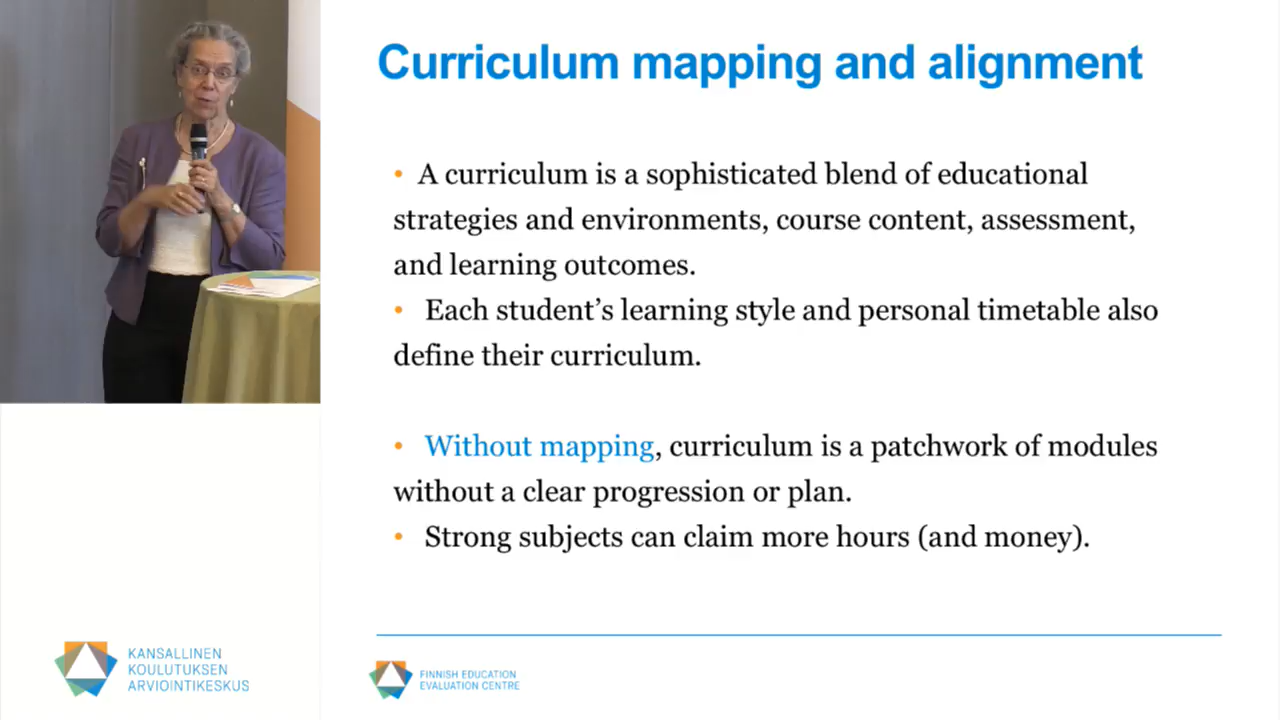 Curriculum mapping and alignment
• A curriculum is a sophisticated blend of educational
strategies and environments, course content, assessment,
and learning outcomes.
• Each student’s learning style and personal timetable also
define their curriculum.
• Without mapping, curriculum is a patchwork of modules
without a clear progression or plan.
• Strong subjects can claim more hours (and money).
KANSALLINEN
KOULUTUKSEN
ARVIOINTIKESKUS
FINNISH EDUCATION
EVALUATION CENTRE